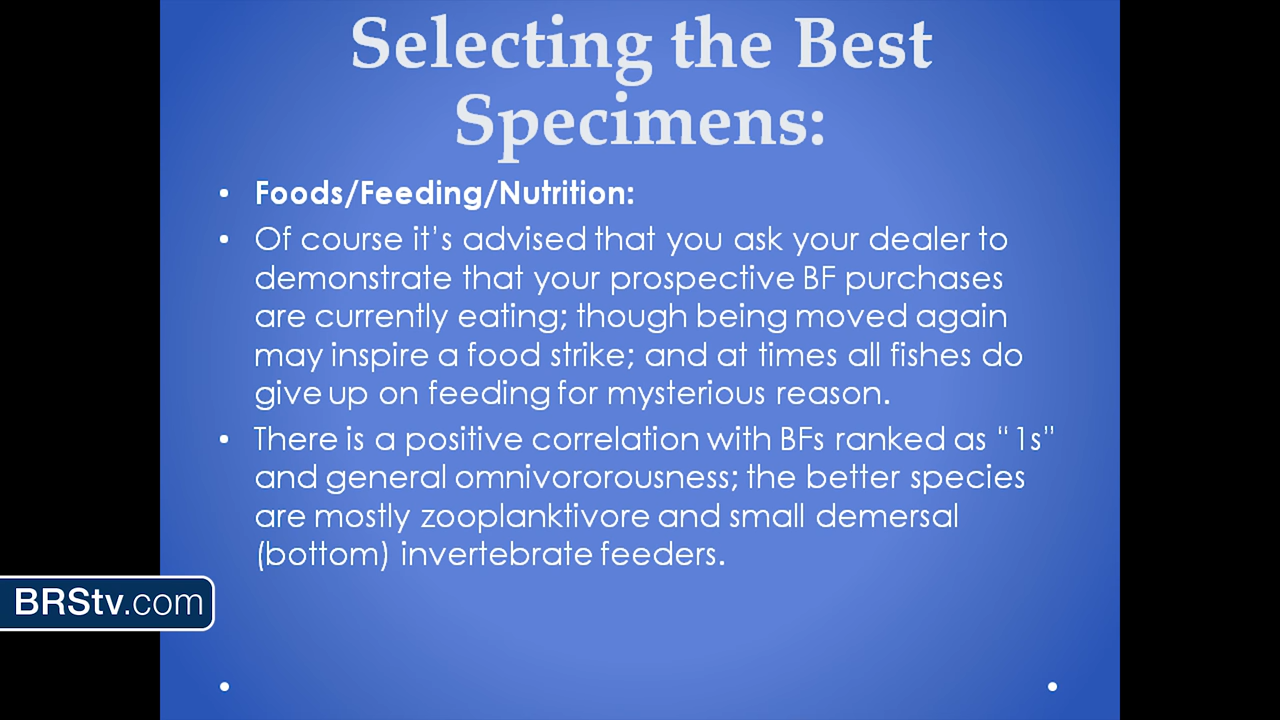 Selecting the Best
Specimens:
• Foods/Feeding/Nutrition:
• Of course it’s advised that you ask your dealer to
demonstrate that your prospective BF purchases
are currently eating; though being moved again
may inspire a food strike; and at times all fishes do
give up on feeding for mysterious reason.
• There is a positive correlation with BFs ranked as “1s”
and general omnivororousness; the better species
are mostly zooplanktivore and small demersal
(bottom) invertebrate feeders.
BRStv.com